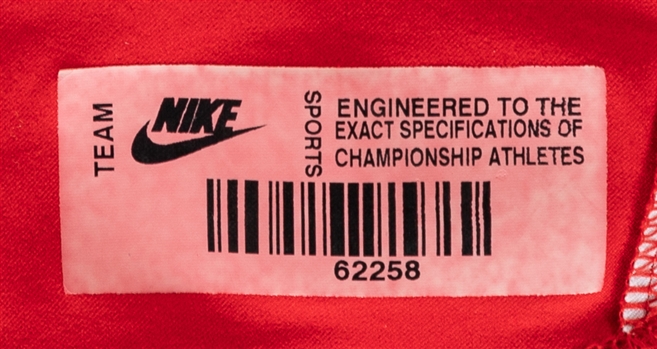 TEAM
NIKE
SPORTS
ENGINEERED TO THE
EXACT SPECIFICATIONS OF
CHAMPIONSHIP ATHLETES
62258